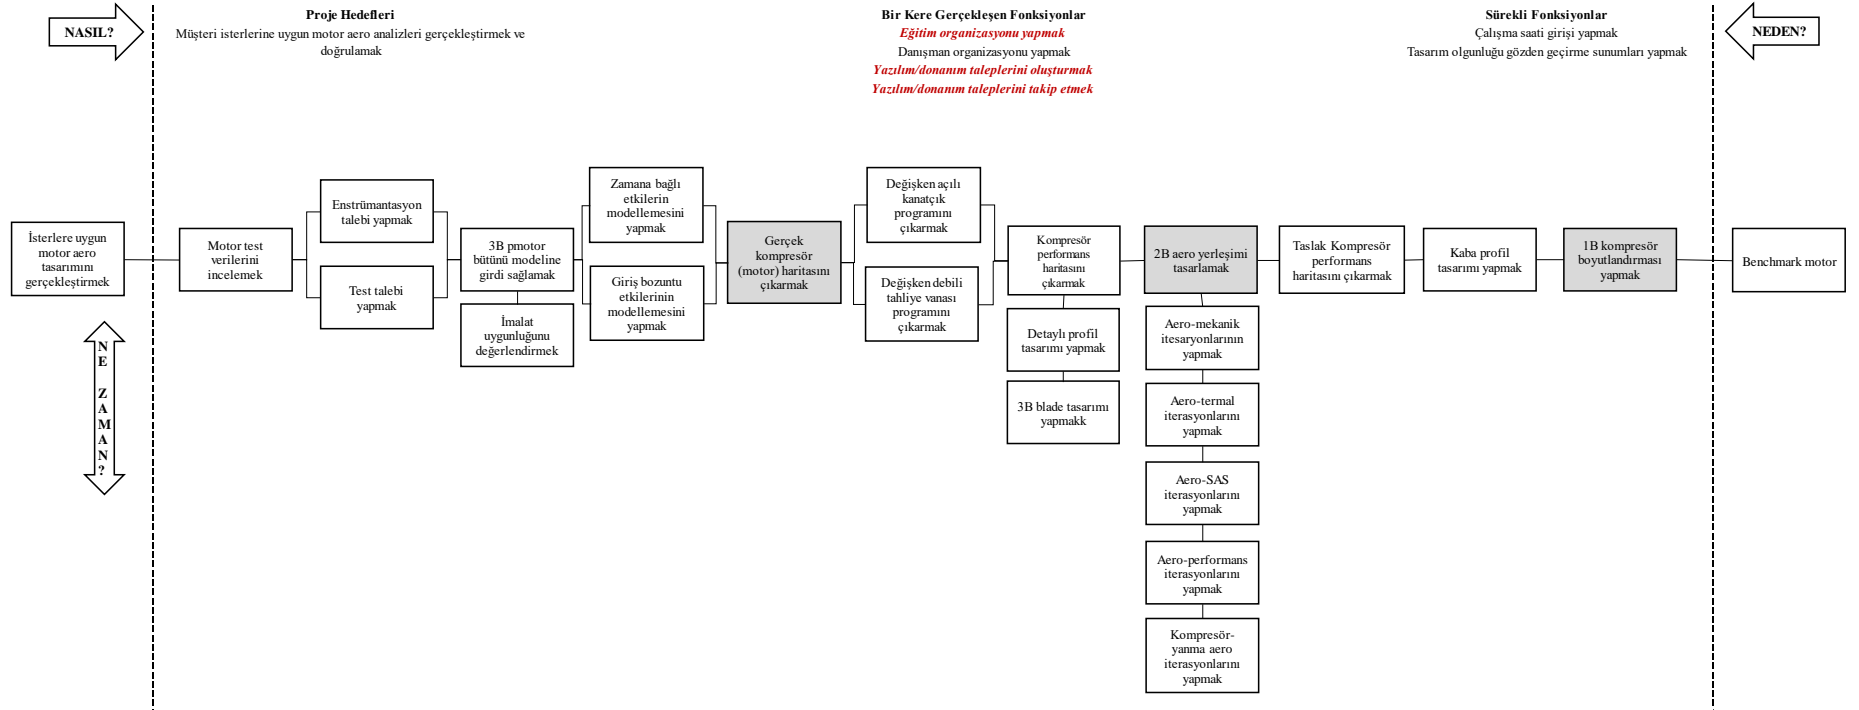 NASIL?
Proje Hedefleri
Müşteri isterlerine uygun motor aero analizleri gerçekleştirmek ve
doğrulamak
Bir Kere Gerçekleşen Fonksiyonlar
Eğitim organizasyonu yapmak
Danışman organizasyonu yapmak
Yazılım/donanım taleplerini oluşturmak
Yazılım/donanım taleplerini takip etmek
Sürekli Fonksiyonlar
Çalışma saati girişi yapmak
Tasarım olgunluğu gözden geçirme sunumları yapmak
NEDEN?
İsterlere uygun
motor aero
tasarımını
gerçekleştirmek
Motor test
verilerini
incelemek
Enstrümantasyon
talebi yapmak
Test talebi
yapmak
3B pmotor
bütünü modeline
girdi sağlamak
İmalat
uygunluğunu
değerlendirmek
Zamana bağlı
etkilerin
modellemesini
yapmak
Giriş bozuntu
etkilerinin
modellemesini
yapmak
Gerçek
kompresör
(motor) haritasını
çıkarmak
Değişken açılı
kanatçık
programını
çıkarmak
Değişken debili
tahliye vanası
programını
çıkarmak
Kompresör
performans
haritasını
çıkarmak
Detaylı profil
tasarımı yapmak
3B blade tasarımı
yapmakk
2B aero yerleşimi
tasarlamak
Aero-mekanik
itesaryonlarının
yapmak
Aero-termal
iterasyonlarını
yapmak
Aero-SAS
iterasyonlarını
yapmak
Aero-performans
iterasyonlarını
yapmak
Kompresör-
yanma aero
iterasyonlarını
yapmak
Taslak Kompresör
performans
haritasını çıkarmak
Kaba profil
tasarımı yapmak
1B kompresör
boyutlandırması
yapmak
Benchmark motor
NE ZAMAN?